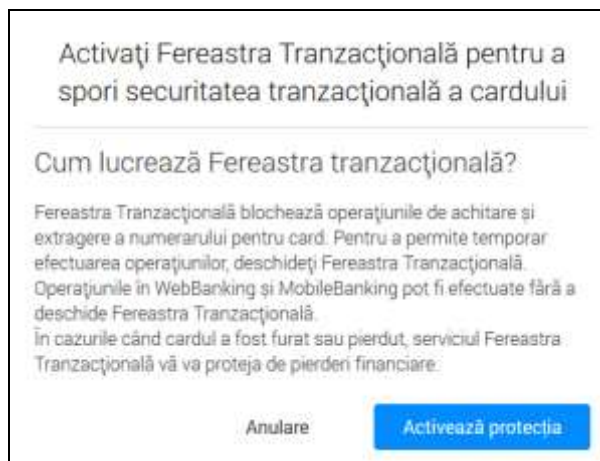 Activaţi Fereastra Tranzacţională pentru a
spori securitatea tranzacţională a cardului
Cum lucrează Fereastra tranzacţională?
Fereastra Tranzacţională blochează operaţiunile de achitare și
extragere a numerarului pentru card. Pentru a permite temporar
efectuarea operaţiunilor, deschideţi Fereastra Tranzacţională.
Operaţiunile în WebBanking și MobileBanking pot fi efectuate fără a
deschide Fereastra Tranzacţională.
În cazurile când cardul a fost furat sau pierdut, serviciul Fereastra
Tranzacţională vă va proteja de pierderi financiare.
Anulare
Activează protecția